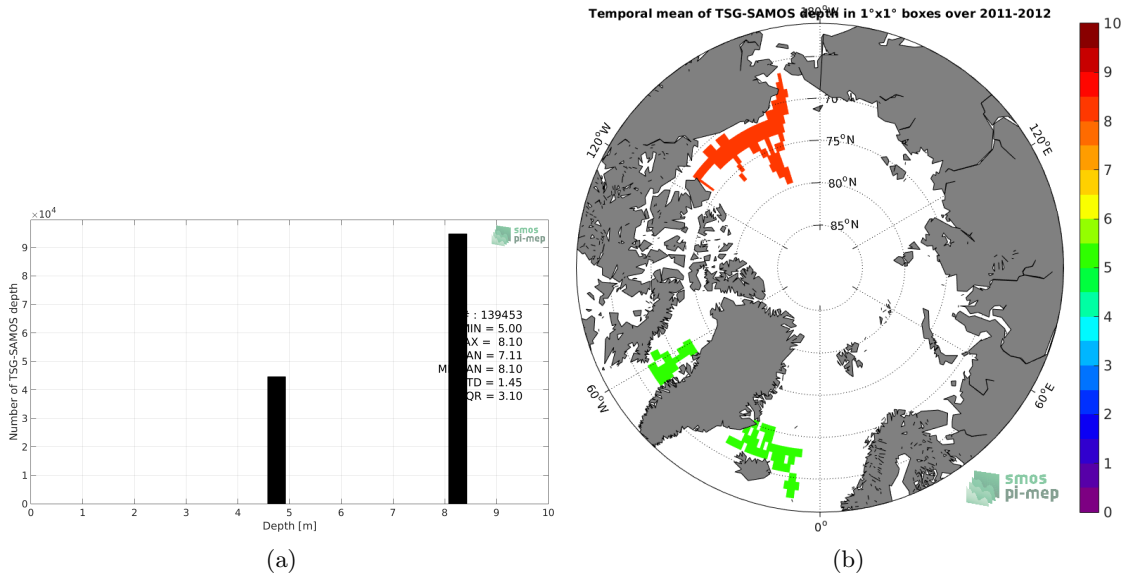 Temporal mean of TSG-SAMOS depth in 1°x1° boxes over 2011-2012
×10⁴
9
8
7
6
5
4
3
2
1
0
Number of TSG-SAMOS depth
smos
pi-mep
: 139453
MIN = 5.00
AX = 8.10
AN = 7.11
AN = 8.10
TD = 1.45
QR = 3.10
0 1 2 3 4 5 6 7 8 9 10
Depth [m]
(a)
180°W
120°W
120°E
70
75°N
80°N
85°N
60°W
60°E
0°
smos
pi-mep
10
9
8
7
6
5
4
3
2
1
0
(b)